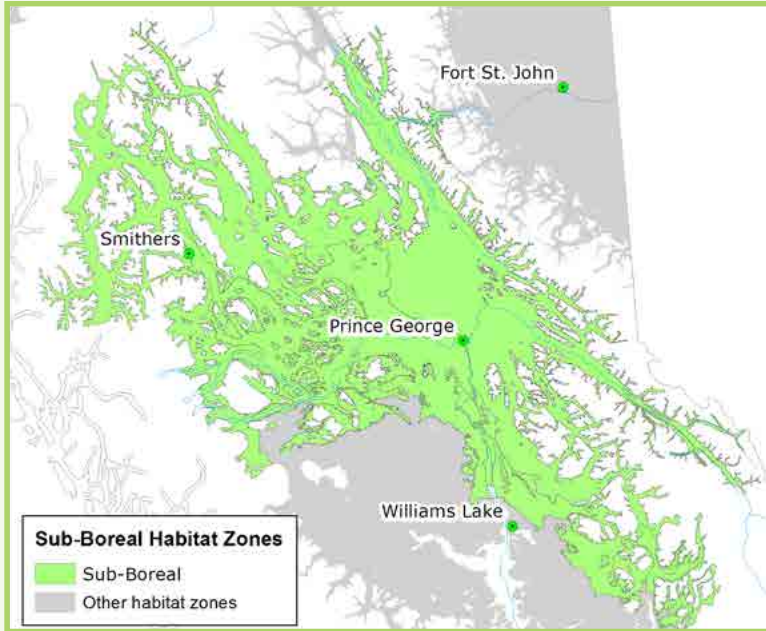 Fort St. John
Smithers
Prince George
Williams Lake
Sub-Boreal Habitat Zones
Sub-Boreal
Other habitat zones